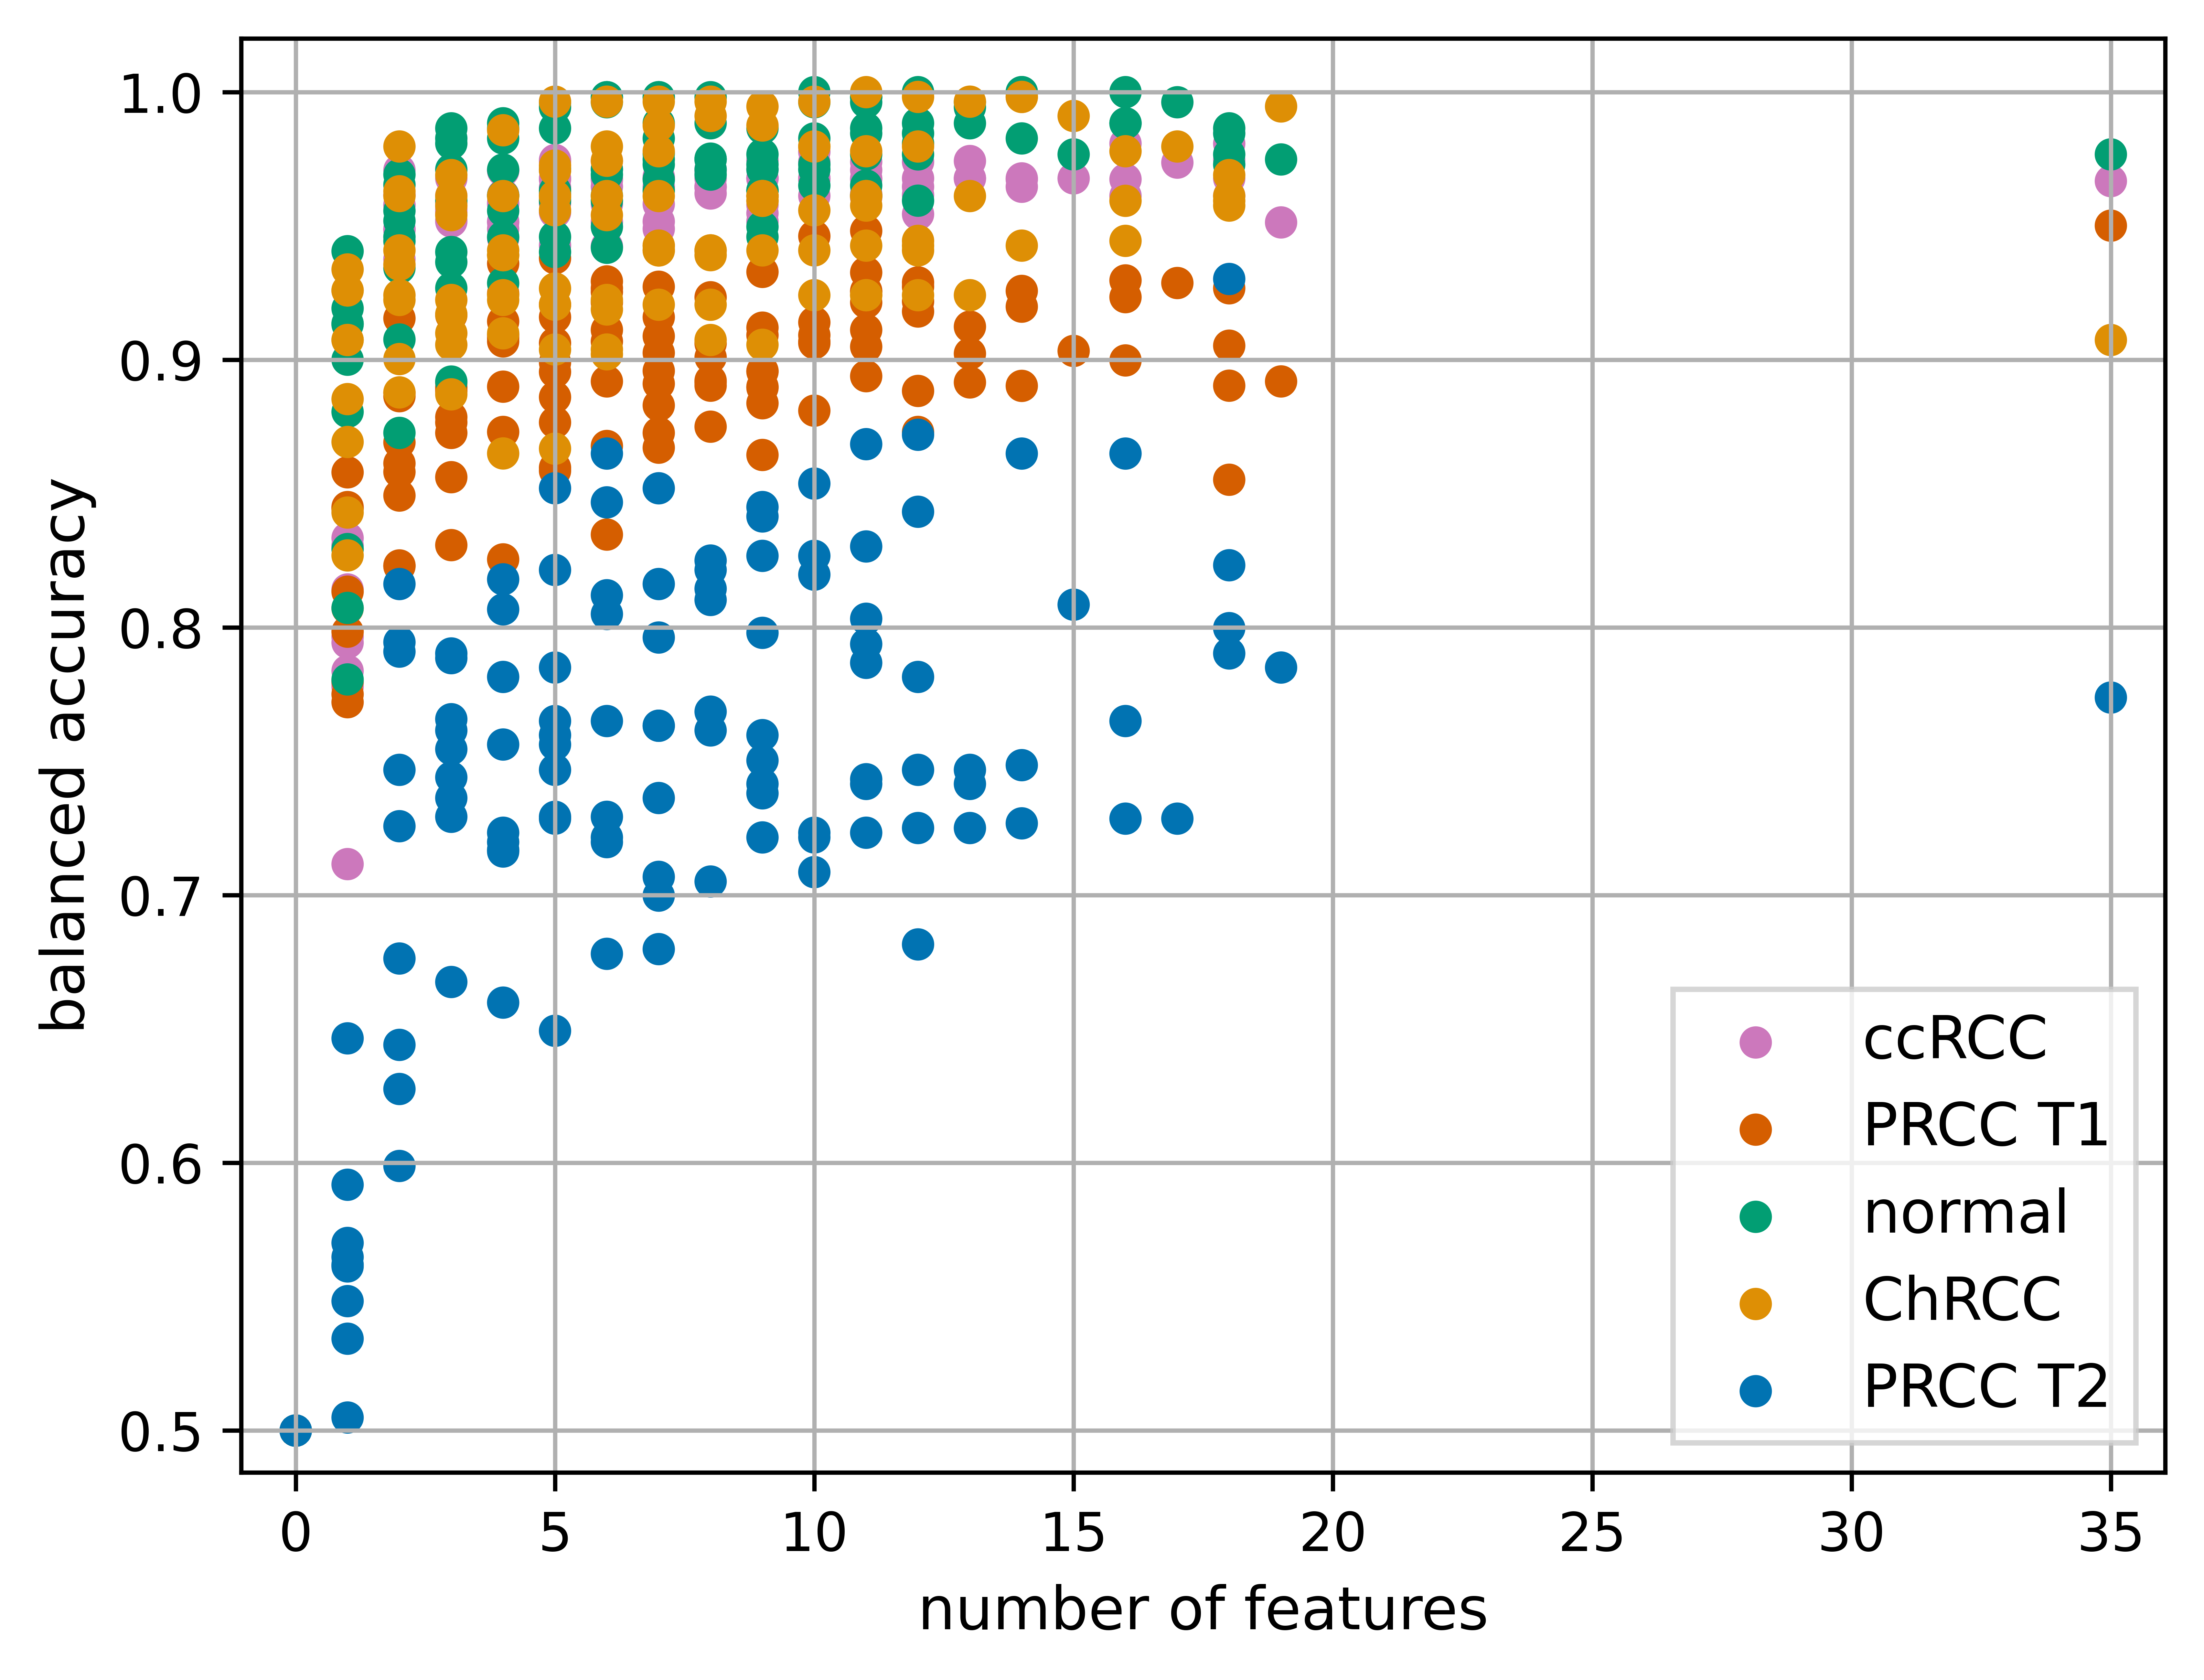 1.0
0.9
0.8
0.7
0.6
0.5
balanced accuracy
0 5 10 15 20 25 30 35
number of features
ccRCC
PRCC T1
normal
ChRCC
PRCC T2